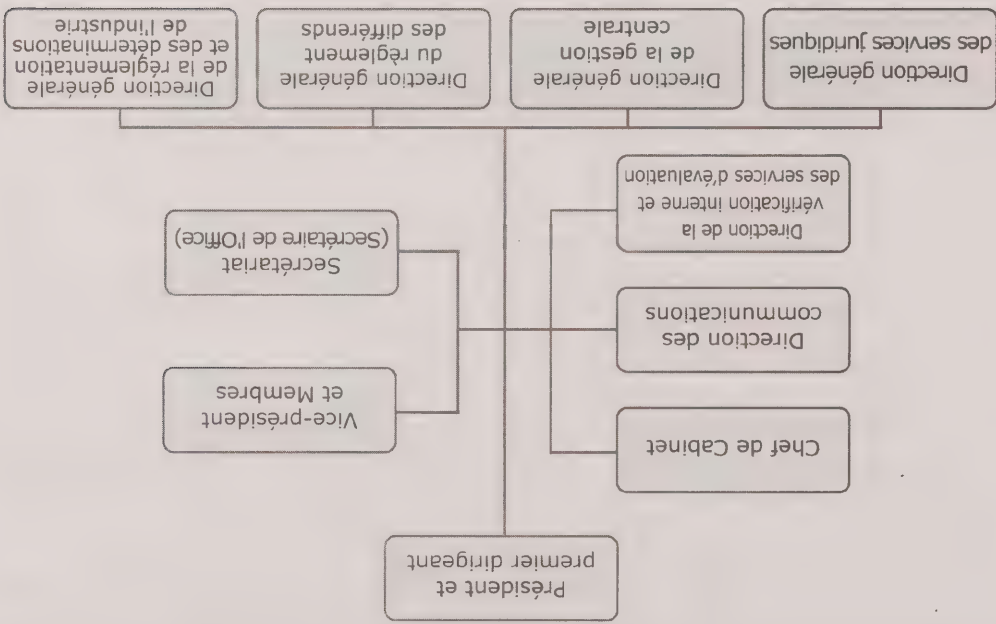 Président et
premier dirigeant
Chef de Cabinet
Vice-président
et Membres
Direction des
communications
Secrétariat
(Secrétaire de l'Office)
Direction de la
vérification interne et
des services d'évaluation
Direction générale
des services juridiques
Direction générale
de la gestion
centrale
Direction générale
du règlement
des différends
Direction générale
de la réglementation
et des déterminations
de l'industrie